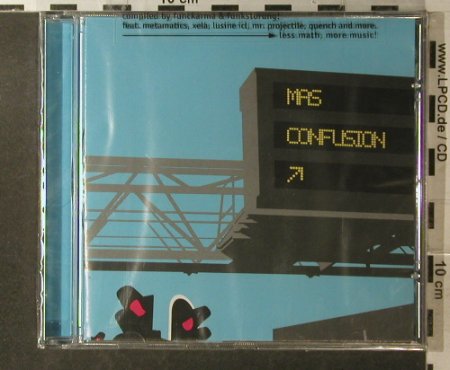 10 cm
compiled by funckarma & funkstorung!
feat. metamatics, xela, lusine icl, mr. projectile, quench and more.
less math, more music!
MAS
CONFUSION
www.LPCD.de / CD
10 cm